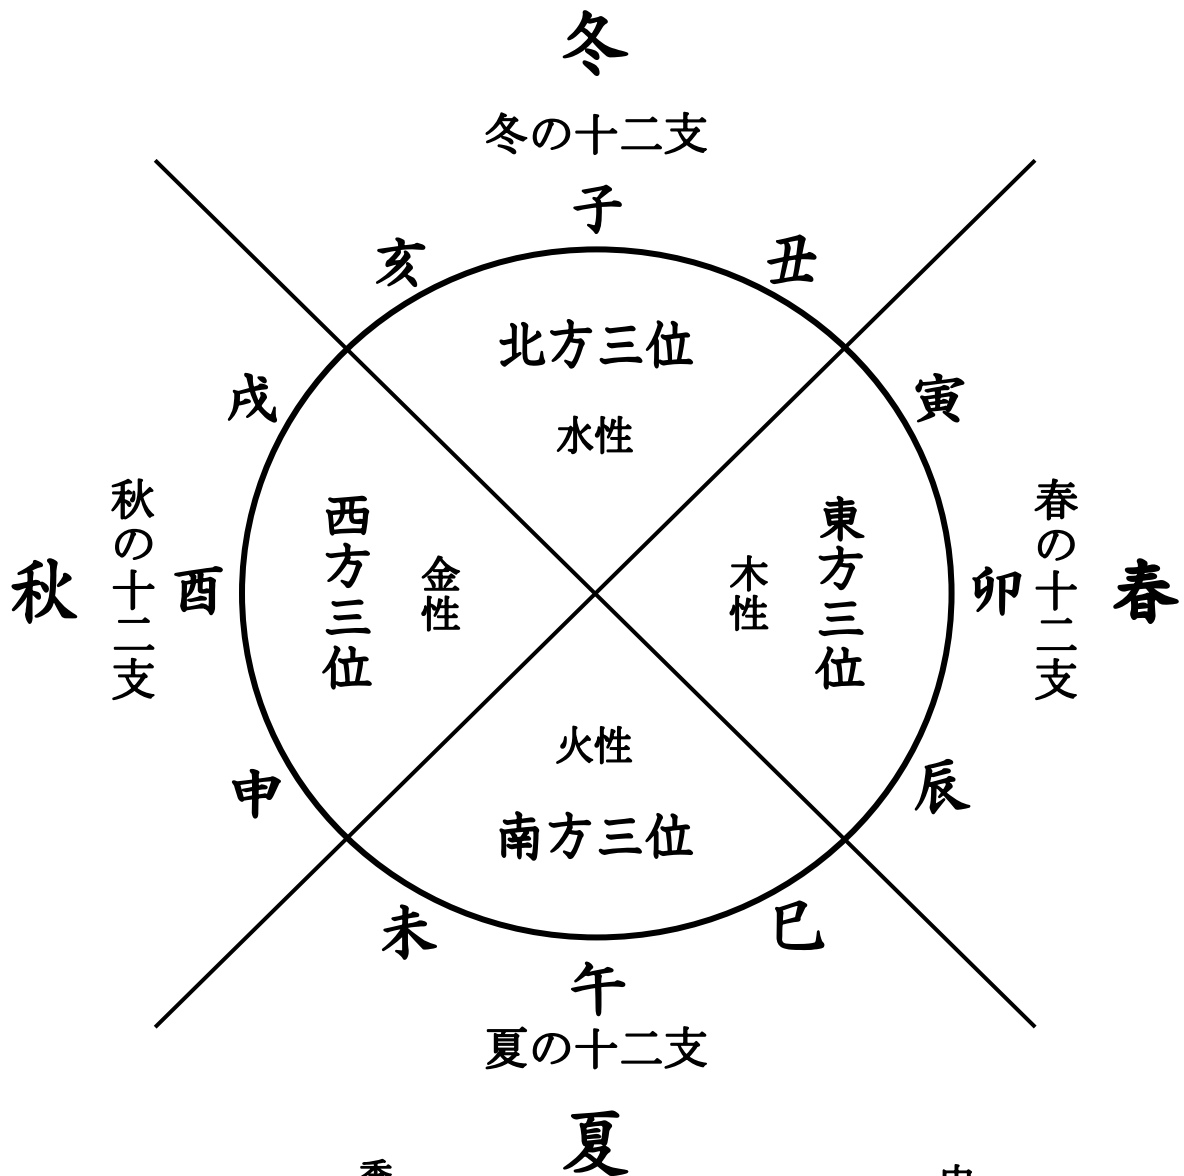 冬
冬の十二支
子
亥
丑
北方三位
水性
戌
寅
秋
秋の十二支
酉
西方三位
金性
木性
東方三位
卯
春の十二支
春
火性
南方三位
申
辰
未
巳
午
夏の十二支
夏